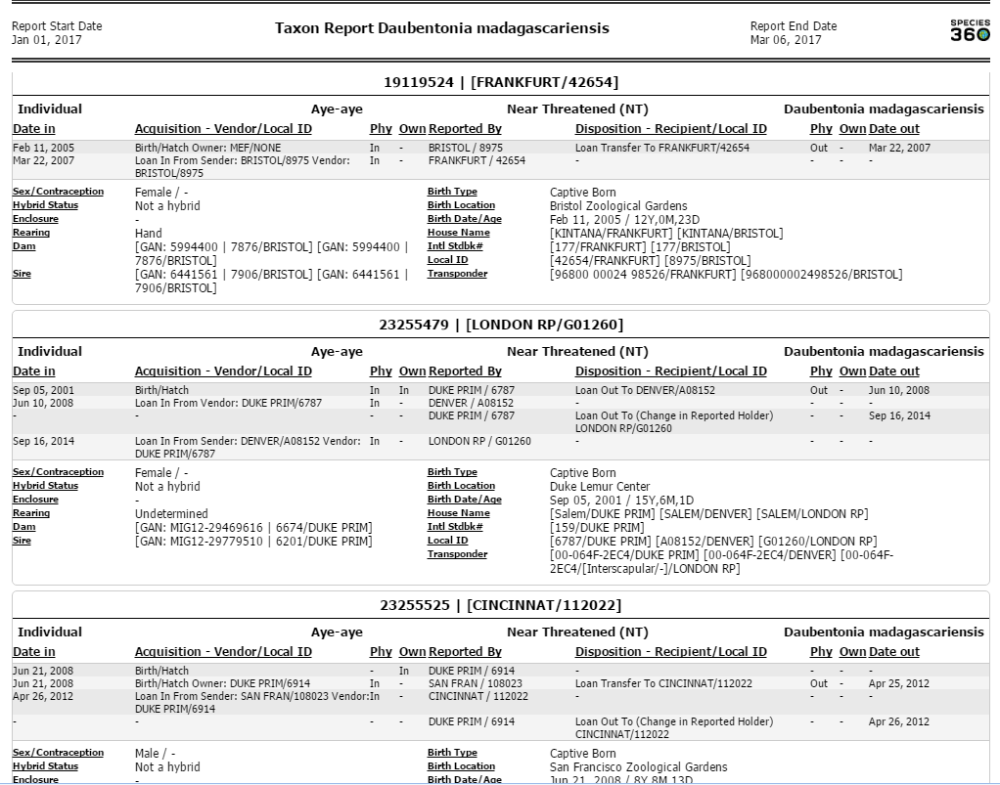 Report Start Date
Jan 01, 2017
Taxon Report Daubentonia madagascariensis
Report End Date
Mar 06, 2017
SPECIES
360
19119524 | [FRANKFURT/42654]
Individual Aye-aye Near Threatened (NT) Daubentonia madagascariensis
Date in Acquisition - Vendor/Local ID Phy Own Reported By Disposition - Recipient/Local ID Phy Own Date out
Feb 11, 2005 Birth/Hatch Owner: MEF/NONE In - BRISTOL / 8975 Loan Transfer To FRANKFURT/42654 Out - Mar 22, 2007
Mar 22, 2007 Loan In From Sender: BRISTOL/8975 Vendor: In - FRANKFURT / 42654 - - - -
BRISTOL/8975
Sex/Contraception Female / - Birth Type Captive Born
Hybrid Status Not a hybrid Birth Location Bristol Zoological Gardens
Enclosure - Birth Date/Age Feb 11, 2005 / 12Y,0M,23D
Rearing Hand House Name [KINTANA/FRANKFURT] [KINTANA/BRISTOL]
Dam [GAN: 5994400 | 7876/BRISTOL] [GAN: 5994400 | Intl Stdbk# [177/FRANKFURT] [177/BRISTOL]
7876/BRISTOL] Local ID [42654/FRANKFURT] [8975/BRISTOL]
Sire [GAN: 6441561 | 7906/BRISTOL] [GAN: 6441561 | Transponder [96800 00024 98526/FRANKFURT] [968000002498526/BRISTOL]
7906/BRISTOL]
23255479 | [LONDON RP/G01260]
Individual Aye-aye Near Threatened (NT) Daubentonia madagascariensis
Date in Acquisition - Vendor/Local ID Phy Own Reported By Disposition - Recipient/Local ID Phy Own Date out
Sep 05, 2001 Birth/Hatch In In DUKE PRIM / 6787 Loan Out To DENVER/A08152 Out - Jun 10, 2008
Jun 10, 2008 Loan In From Vendor: DUKE PRIM/6787 In - DENVER / A08152 - - - -
- - - - DUKE PRIM / 6787 Loan Out To (Change in Reported Holder) - - Sep 16, 2014
LONDON RP/G01260
Sep 16, 2014 Loan In From Sender: DENVER/A08152 Vendor: In - LONDON RP / G01260 - - - -
DUKE PRIM/6787
Sex/Contraception Female / - Birth Type Captive Born
Hybrid Status Not a hybrid Birth Location Duke Lemur Center
Enclosure - Birth Date/Age Sep 05, 2001 / 15Y,6M,1D
Rearing Undetermined House Name [Salem/DUKE PRIM] [SALEM/DENVER] [SALEM/LONDON RP]
Dam [GAN: MIG12-29469616 | 6674/DUKE PRIM] Intl Stdbk# [159/DUKE PRIM]
Sire [GAN: MIG12-29779510 | 6201/DUKE PRIM] Local ID [6787/DUKE PRIM] [A08152/DENVER] [G01260/LONDON RP]
Transponder [00-064F-2EC4/DUKE PRIM] [00-064F-2EC4/DENVER] [00-064F-
2EC4/[Interscapular/-]/LONDON RP]
23255525 | [CINCINNAT/112022]
Individual Aye-aye Near Threatened (NT) Daubentonia madagascariensis
Date in Acquisition - Vendor/Local ID Phy Own Reported By Disposition - Recipient/Local ID Phy Own Date out
Jun 21, 2008 Birth/Hatch - In DUKE PRIM / 6914 - - - -
Jun 21, 2008 Birth/Hatch Owner: DUKE PRIM/6914 In - SAN FRAN / 108023 Loan Transfer To CINCINNAT/112022 Out - Apr 25, 2012
Apr 26, 2012 Loan In From Sender: SAN FRAN/108023 Vendor: In - CINCINNAT / 112022 - - - -
DUKE PRIM/6914
- - - - DUKE PRIM / 6914 Loan Out To (Change in Reported Holder) - - Apr 26, 2012
CINCINNAT/112022
Sex/Contraception Male / - Birth Type Captive Born
Hybrid Status Not a hybrid Birth Location San Francisco Zoological Gardens
Enclosure - Birth Date/Age Jun 21, 2008 / 8Y,8M,13D